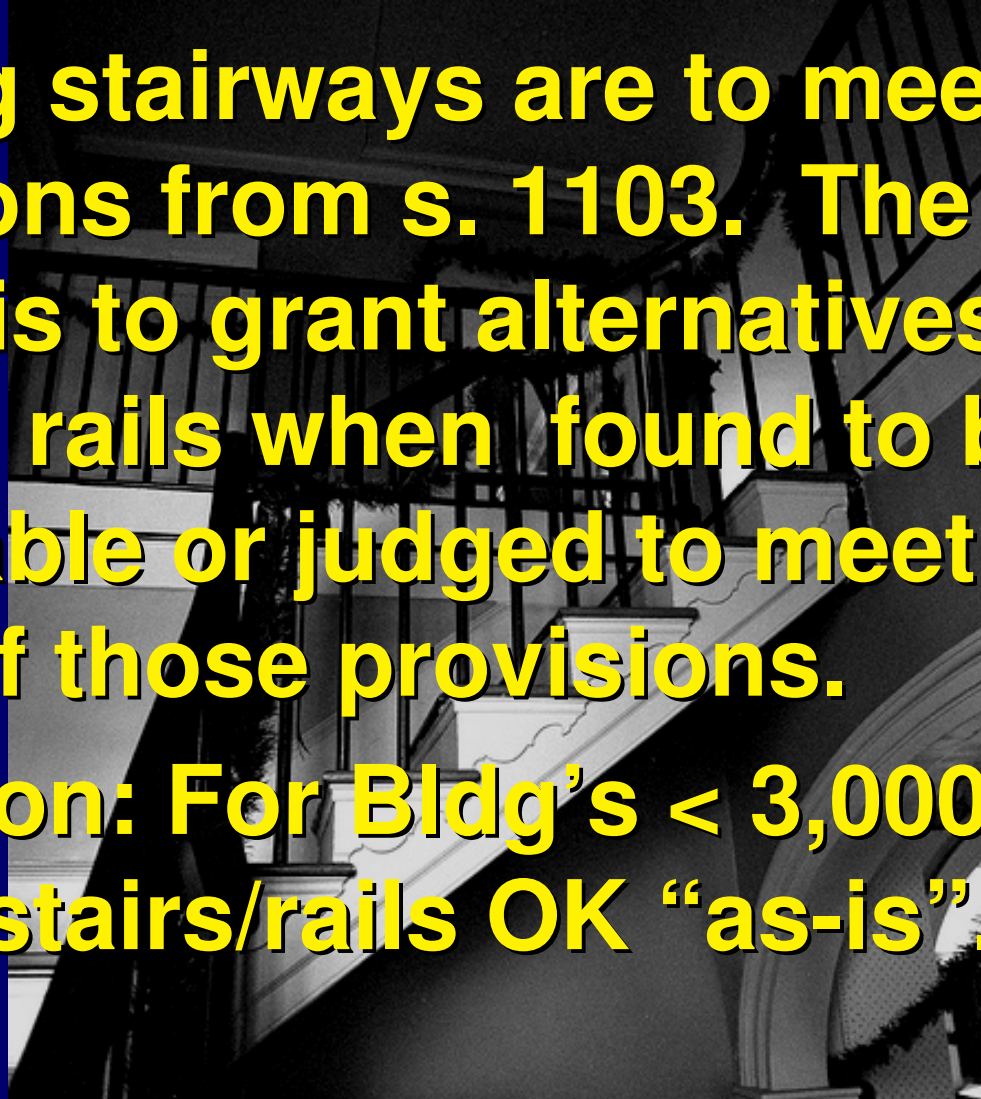 g stairways are to mee
ons from s. 1103. The
is to grant alternatives
rails when found to b
able or judged to meet
f those provisions.
on: For Bldg’s < 3,000
stairs/rails OK “as-is”.